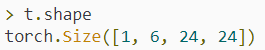 > t.shape
torch.Size([1, 6, 24, 24])